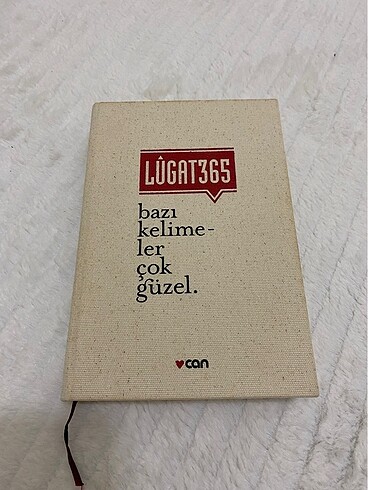 LÛGAT365
bazı
kelime-
ler
çok
güzel.
can